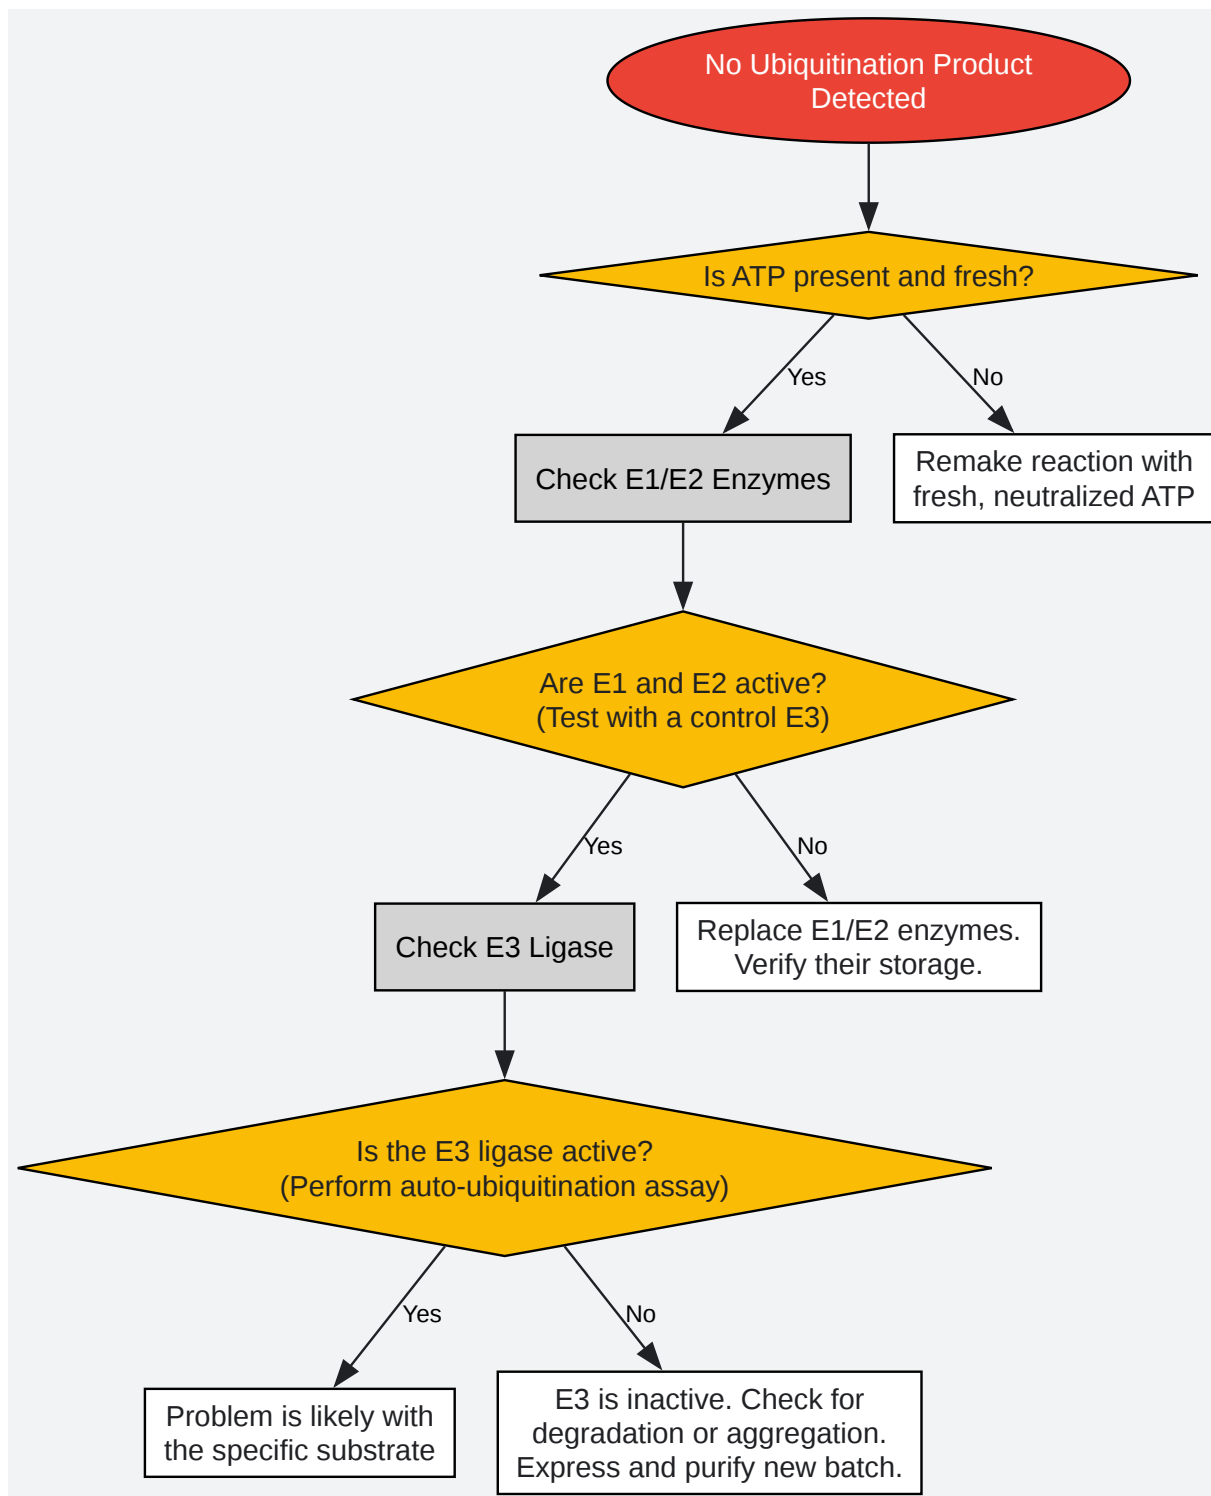 No Ubiquitination Product
Detected
Is ATP present and fresh?
Yes
No
Check E1/E2 Enzymes
Remake reaction with
fresh, neutralized ATP
Are E1 and E2 active?
(Test with a control E3)
Yes
No
Check E3 Ligase
Replace E1/E2 enzymes.
Verify their storage.
Is the E3 ligase active?
(Perform auto-ubiquitination assay)
Yes
No
Problem is likely with
the specific substrate
E3 is inactive. Check for
degradation or aggregation.
Express and purify new batch.